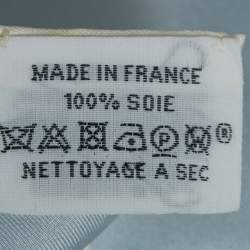 MADE IN FRANCE
100% SOIE
®
NETTOYAGE A SEC